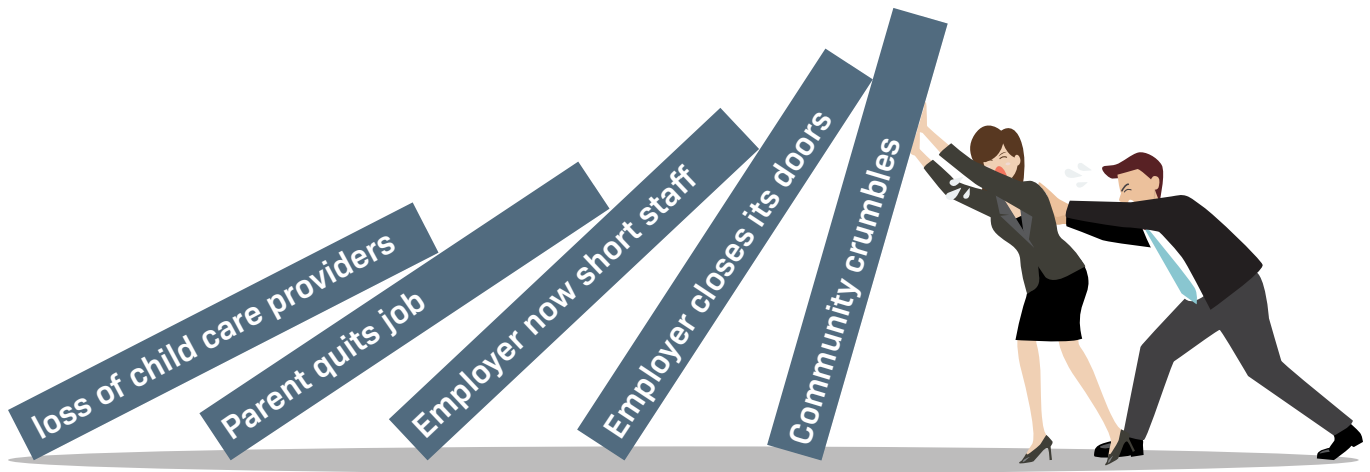 loss of child care providers
Parent quits job
Employer now short staff
Employer closes its doors
Community crumbles